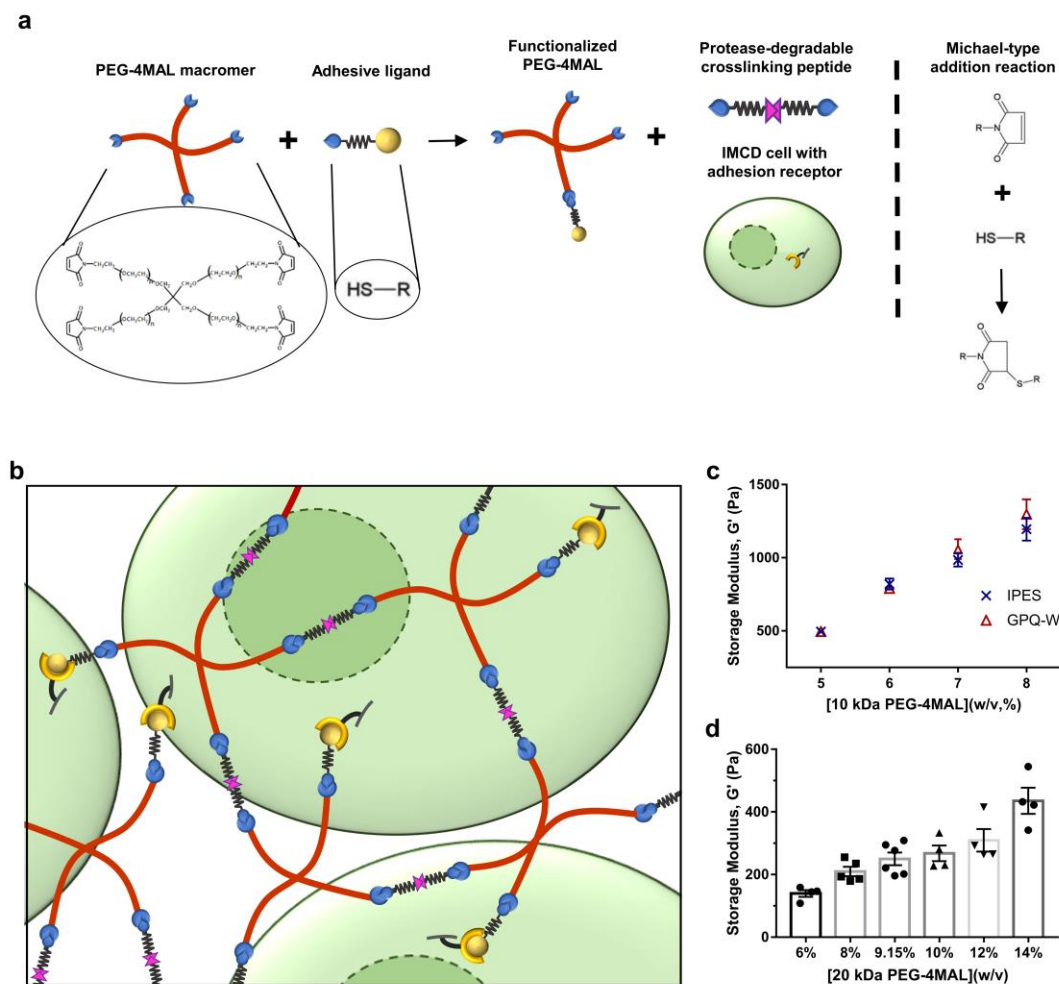 a
PEG-4MAL macromer
Adhesive ligand
Functionalized
PEG-4MAL
Protease-degradable
crosslinking peptide
Michael-type
addition reaction
+
+
IMCD cell with
adhesion receptor
HS—R
R
N
O
O
+
HS—R
R
N
O
O
S
R
b
c
Storage Modulus, G' (Pa)
1500
1000
500
IPES
GPQ-W
5 6 7 8
[10 kDa PEG-4MAL](w/v,%)
d
Storage Modulus, G' (Pa)
600
400
200
0
6% 8% 9.15% 10% 12% 14%
[20 kDa PEG-4MAL](w/v)